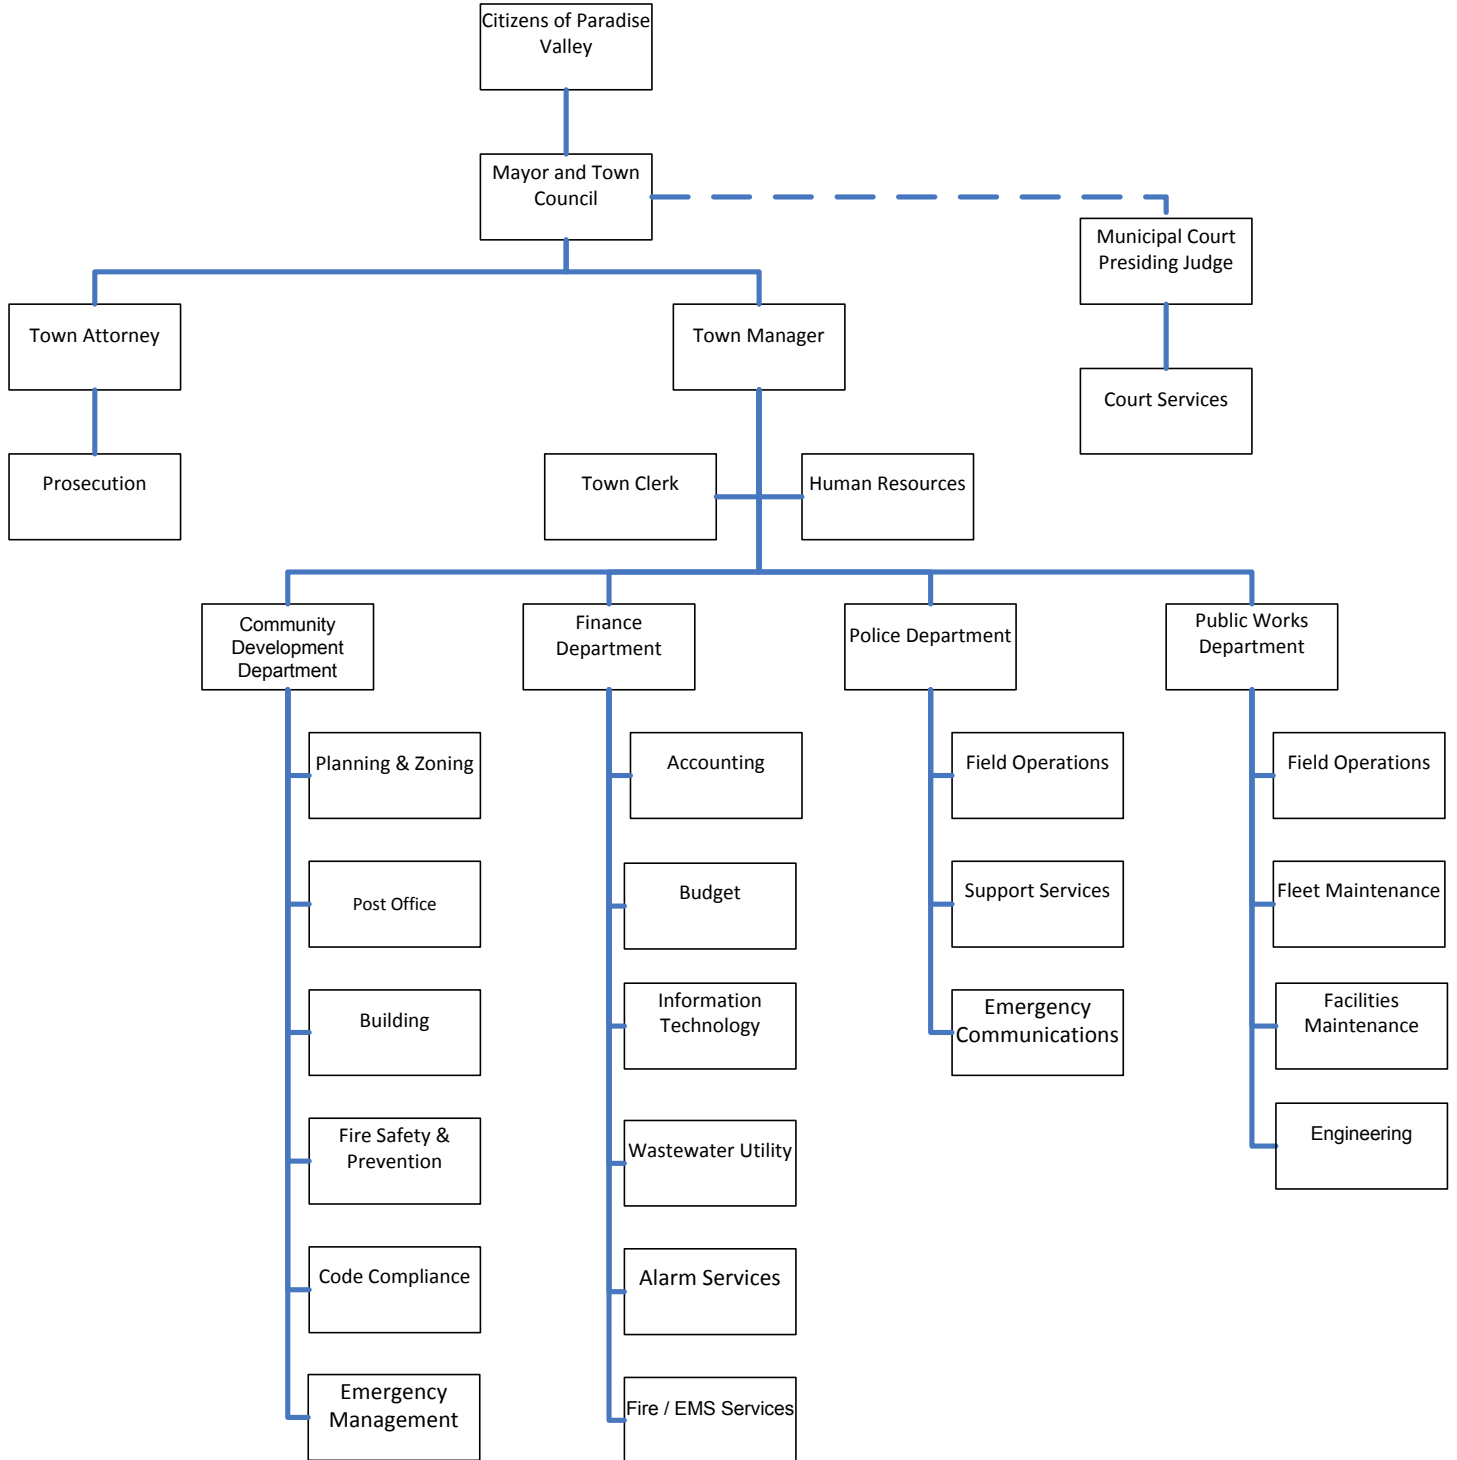 Citizens of Paradise
Valley
Mayor and Town
Council
Municipal Court
Presiding Judge
Town Attorney
Town Manager
Court Services
Prosecution
Town Clerk
Human Resources
Community
Development
Department
Finance
Department
Police Department
Public Works
Department
Planning & Zoning
Accounting
Field Operations
Field Operations
Post Office
Budget
Support Services
Fleet Maintenance
Building
Information
Technology
Emergency
Communications
Facilities
Maintenance
Fire Safety &
Prevention
Wastewater Utility
Engineering
Code Compliance
Alarm Services
Emergency
Management
Fire / EMS Services